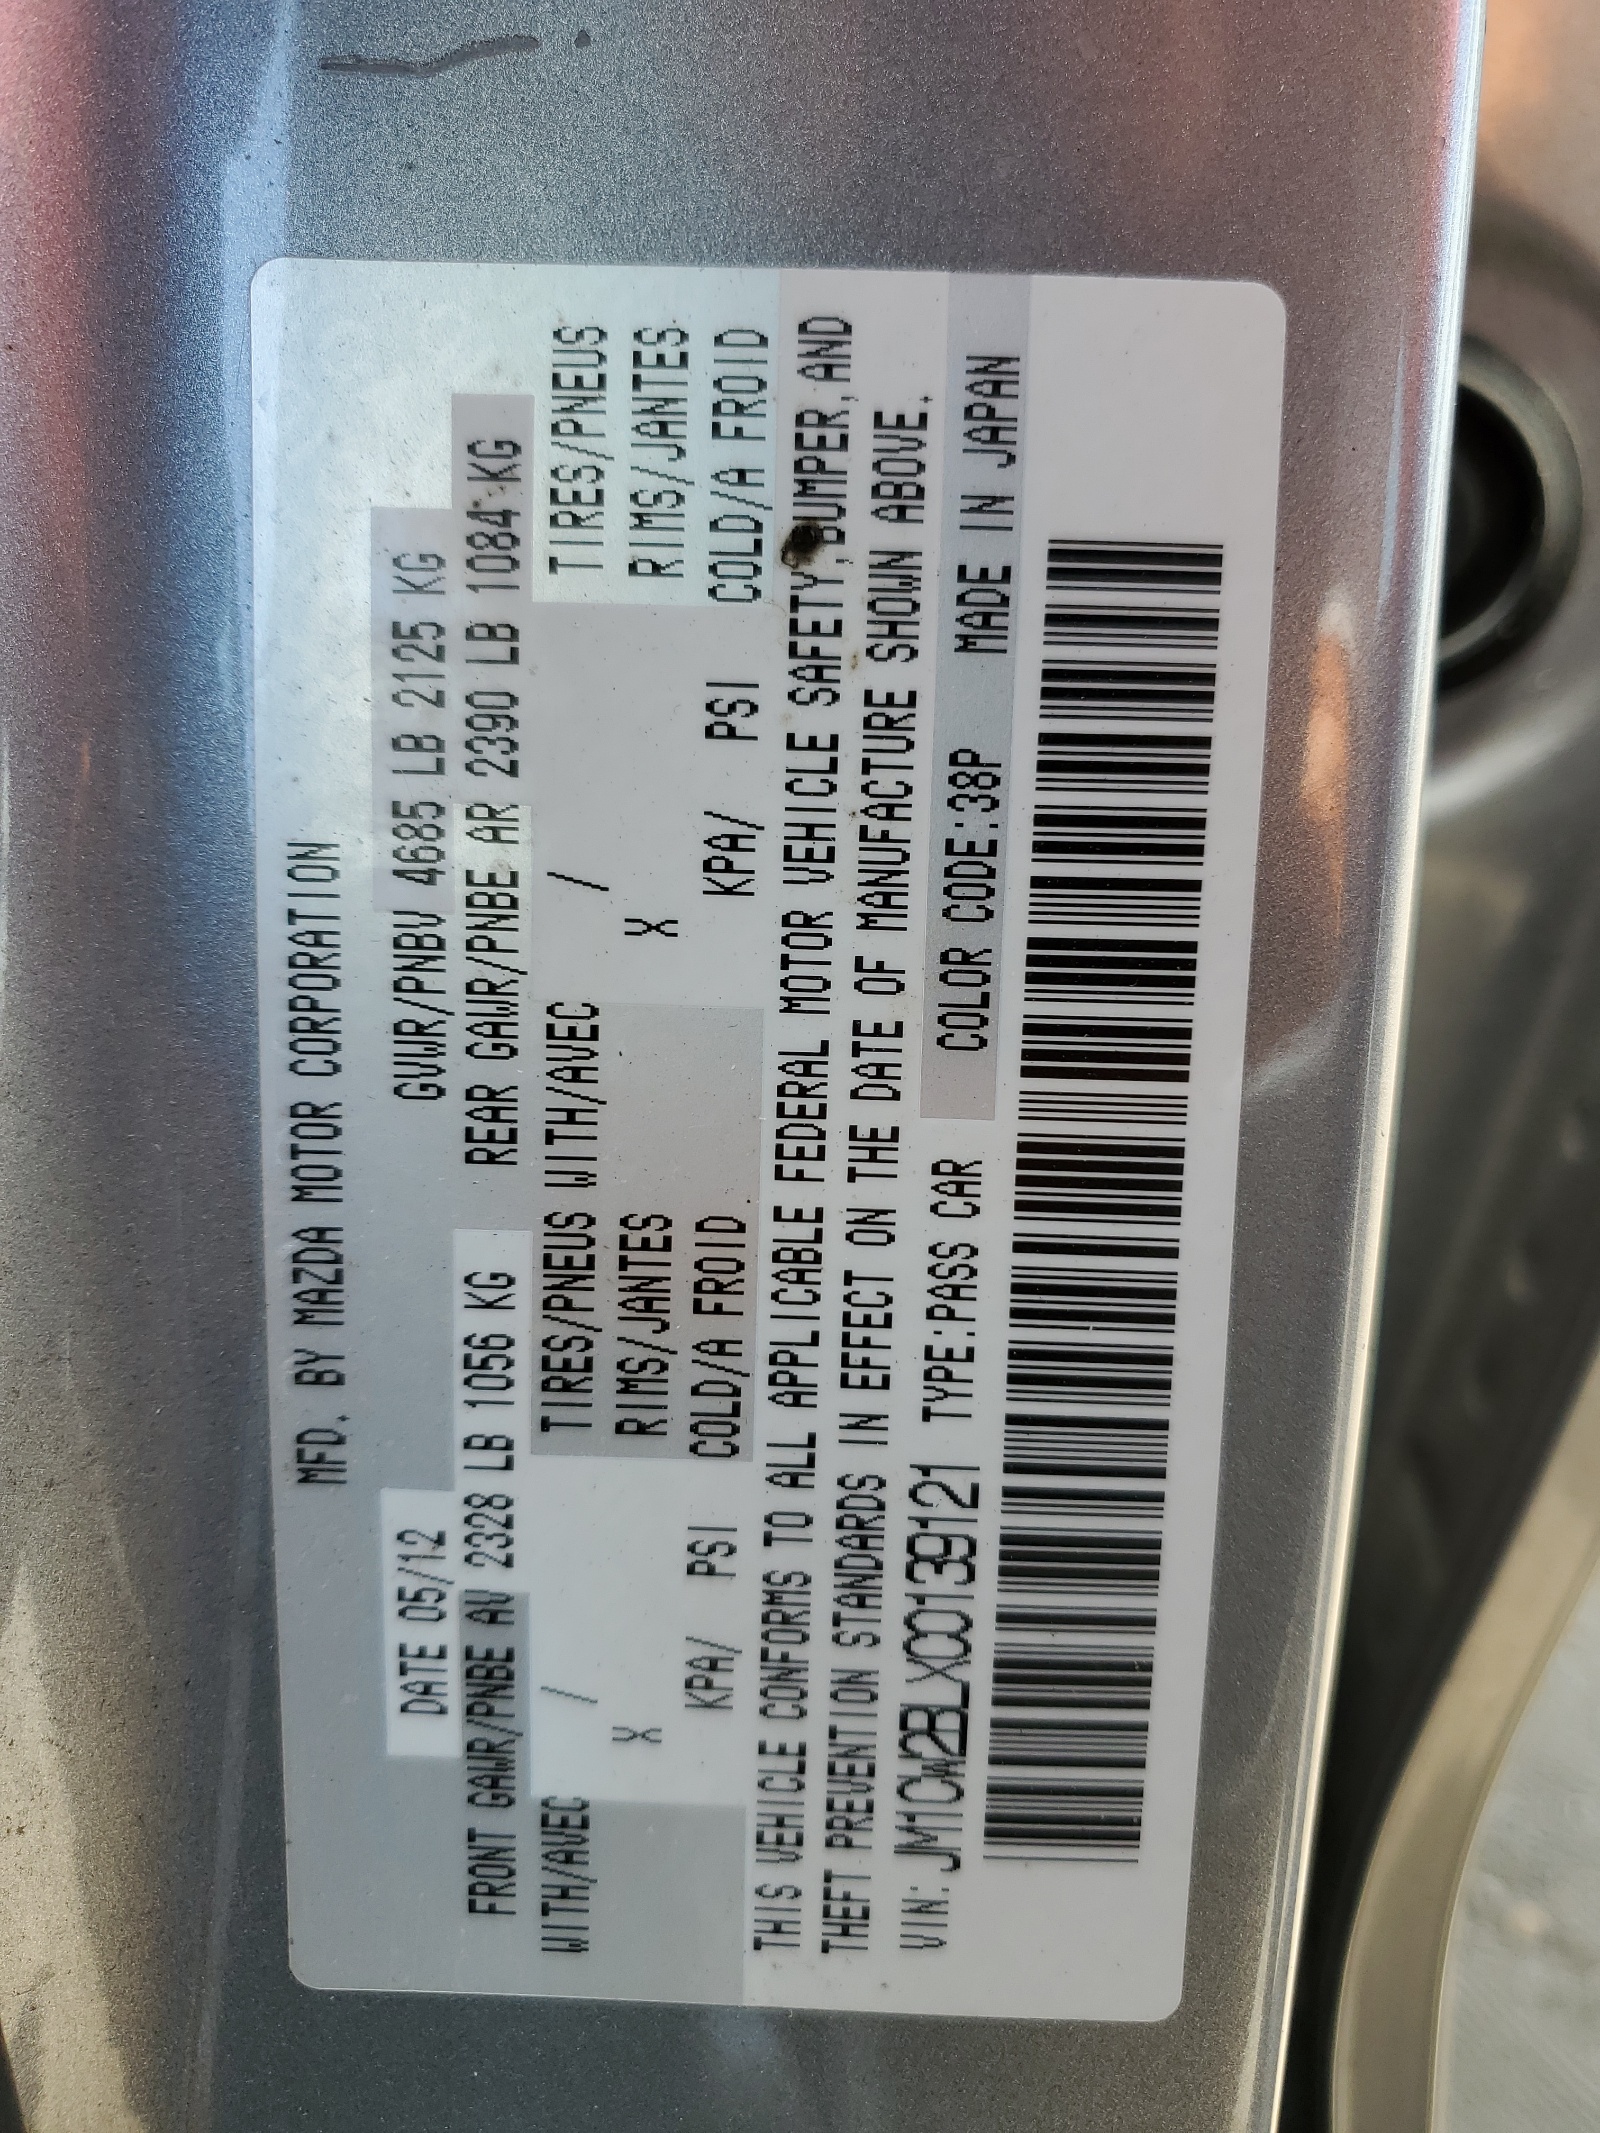 MFD. BY MAZDA MOTOR CORPORATION
DATE 05/12 GVWR/PNBV 4685 LB 2125 KG
FRONT GAWR/PNBE AV 2328 LB 1056 KG REAR GAWR/PNBE AR 2390 LB 1084 KG
WITH/AVEC / TIRES/PNEUS WITH/AVEC / TIRES/PNEUS
X RIMS/JANTES X RIMS/JANTES
KPA/ PSI COLD/A FROID KPA/ PSI COLD/A FROID
THIS VEHICLE CONFORMS TO ALL APPLICABLE FEDERAL MOTOR VEHICLE SAFETY,BUMPER,AND
THEFT PREVENTION STANDARDS IN EFFECT ON THE DATE OF MANUFACTURE SHOWN ABOVE.
VIN: JM1CW2BLXC0139121 TYPE:PASS CAR COLOR CODE:38P MADE IN JAPAN